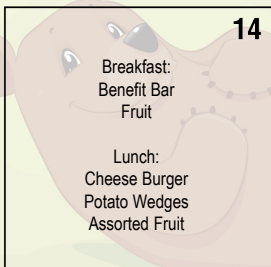 14
Breakfast:
Benefit Bar
Fruit
Lunch:
Cheese Burger
Potato Wedges
Assorted Fruit